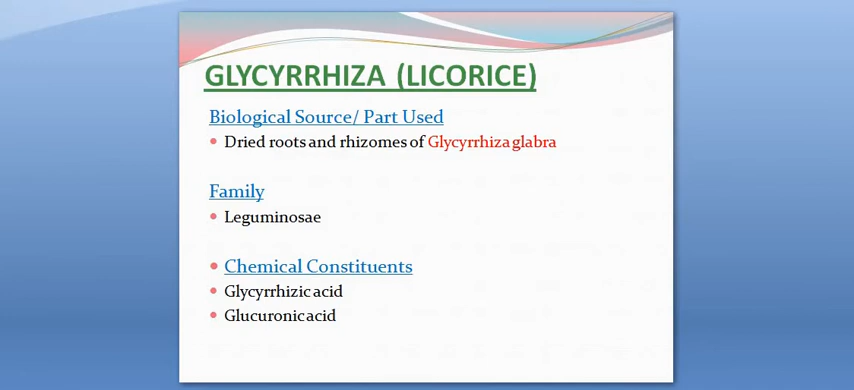 GLYCYRRHIZA (LICORICE)
Biological Source/ Part Used
• Dried roots and rhizomes of Glycyrrhiza glabra
Family
• Leguminosae
• Chemical Constituents
• Glycyrrhizic acid
• Glucuronic acid